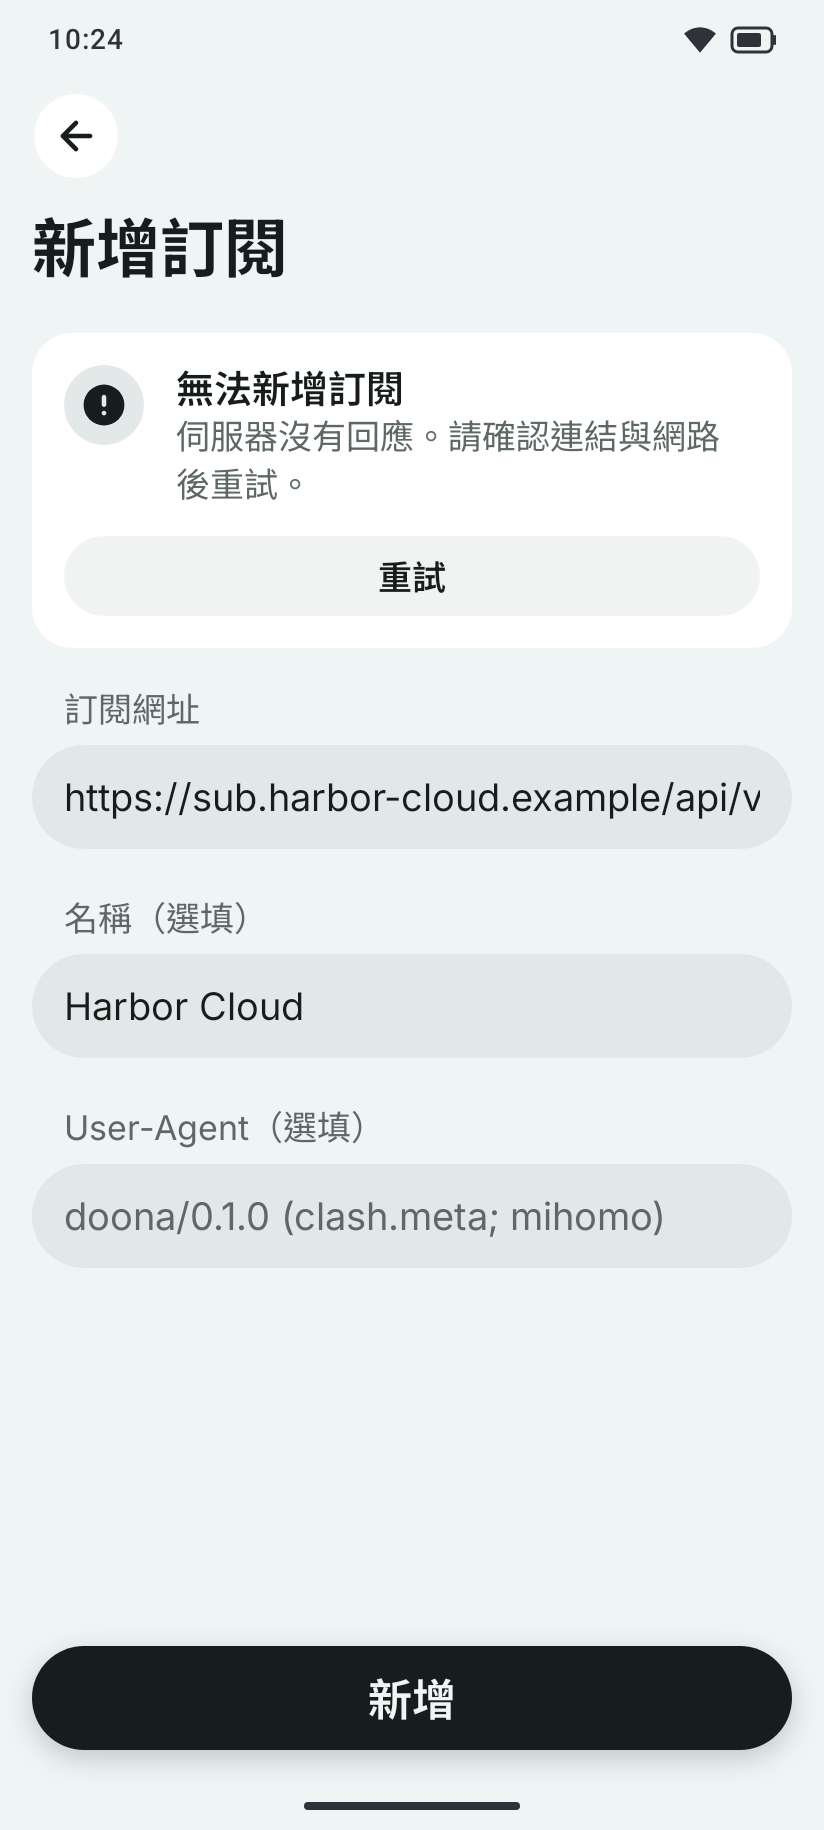 10:24
新增訂閱
無法新增訂閱
伺服器沒有回應。請確認連結與網路
後重試。
重試
訂閱網址
https://sub.harbor-cloud.example/api/v
名稱（選填）
Harbor Cloud
User-Agent（選填）
doona/0.1.0 (clash.meta; mihomo)
新增